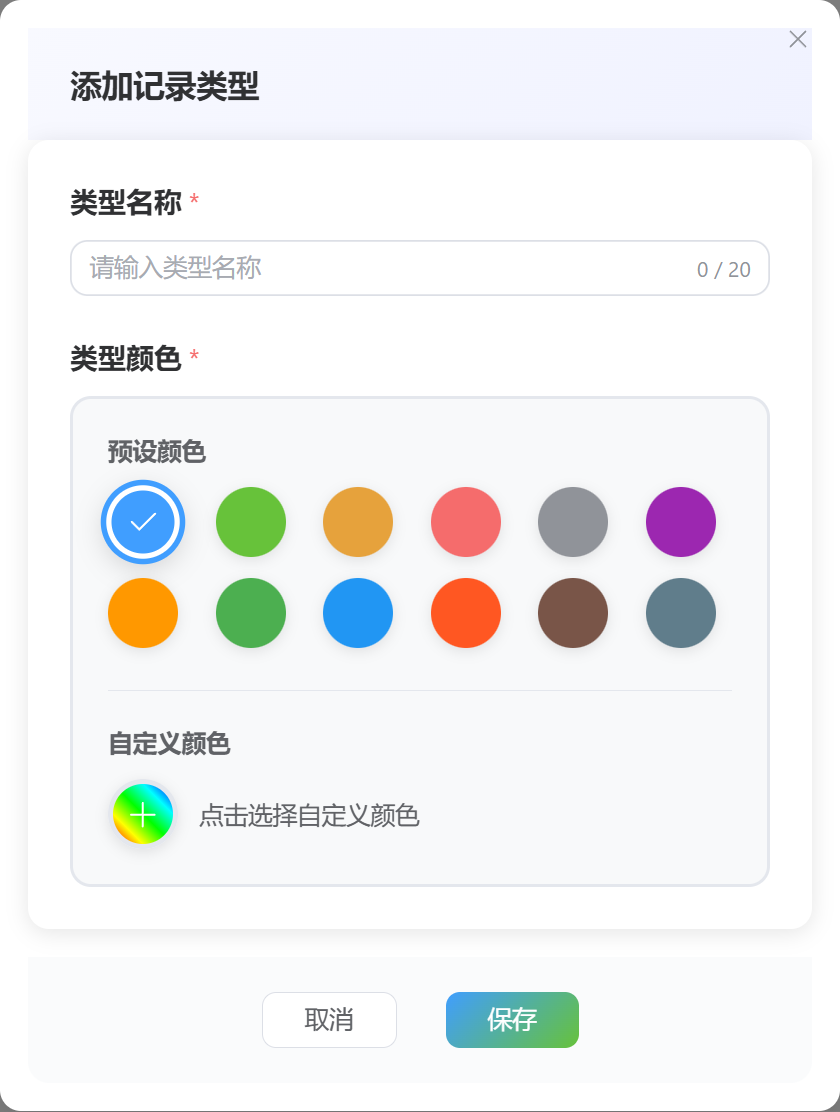 添加记录类型
类型名称 *
请输入类型名称 0 / 20
类型颜色 *
预设颜色
自定义颜色
点击选择自定义颜色
取消 保存